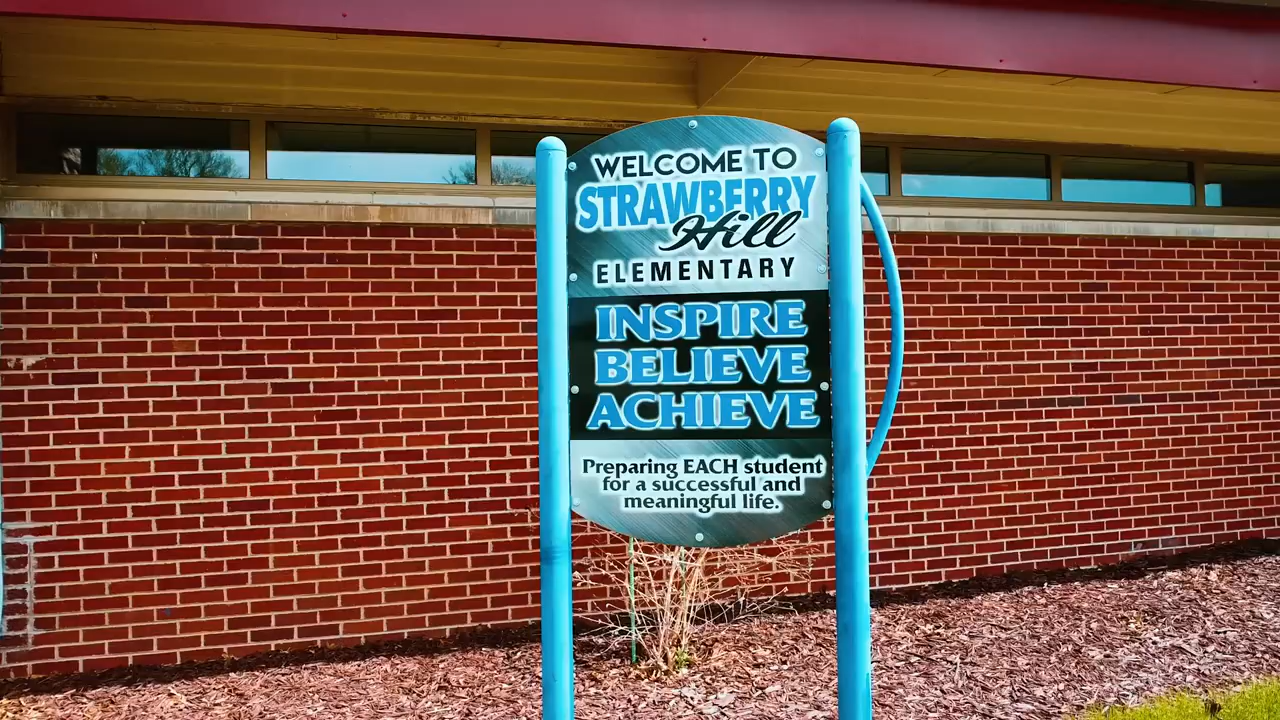 WELCOME TO
STRAWBERRY
Hill
ELEMENTARY
INSPIRE
BELIEVE
ACHIEVE
Preparing EACH student
for a successful and
meaningful life.